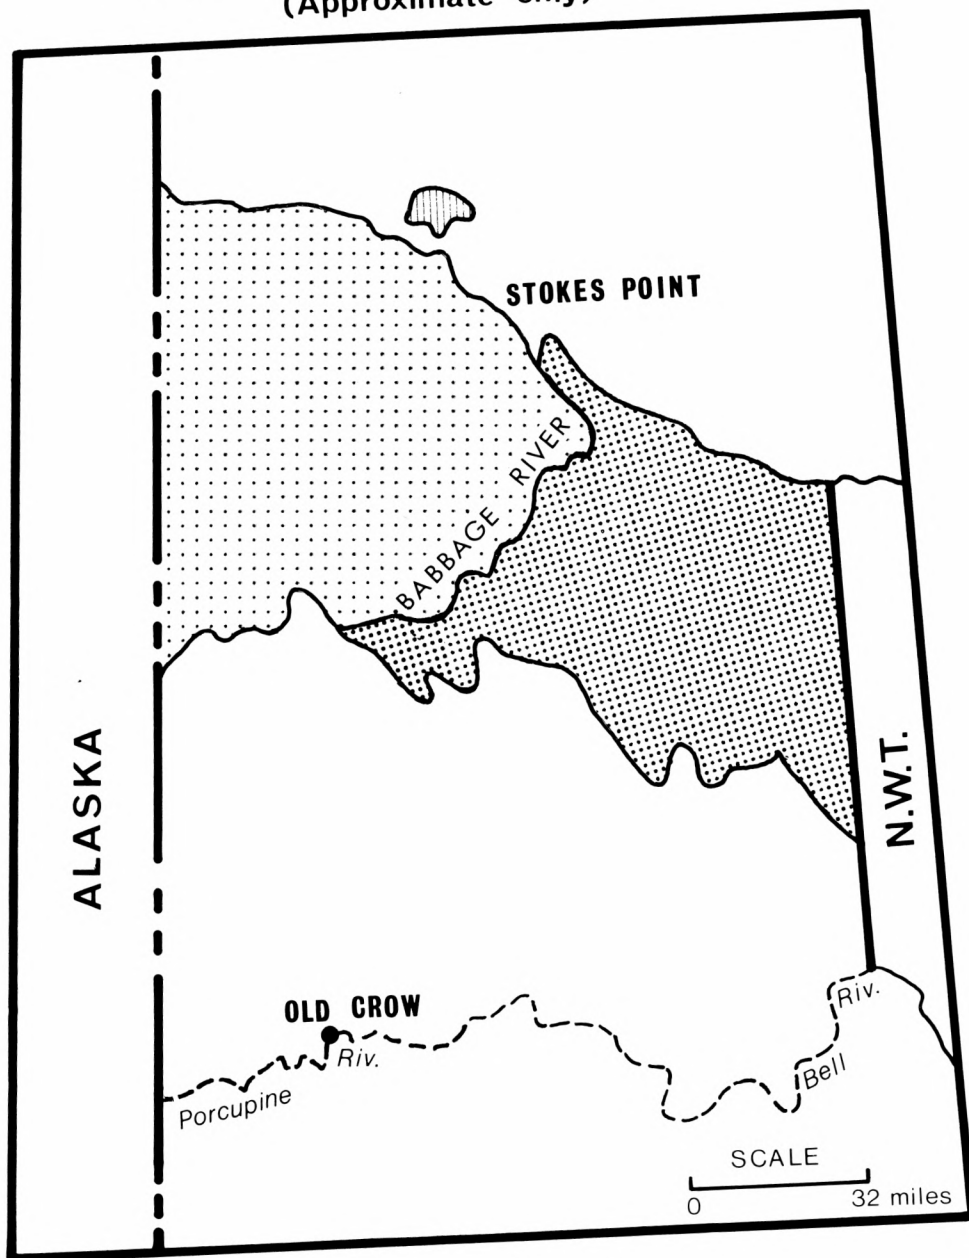 (Approximate only)
STOKES POINT
BABBAGE RIVER
ALASKA
N.W.T.
OLD CROW
Riv.
Porcupine
Riv.
Bell
SCALE
0 32 miles